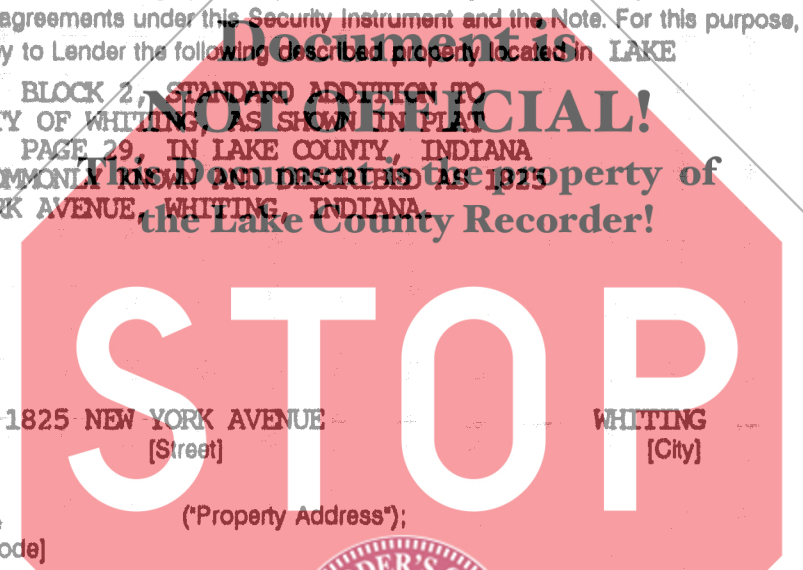 agreements under this Security Instrument and the Note. For this purpose,
Document is
y to Lender the following described property located in LAKE
BLOCK 2, STANDARD ADDITION TO
NOT OFFICIAL!
TY OF WHITING, AS SHOWN IN PLAT
PAGE 29, IN LAKE COUNTY, INDIANA
This Document is the property of
OMMONLY KNOWN AND DESCRIBED AS 1825
RK AVENUE, WHITING, INDIANA.
the Lake County Recorder!
STOP
1825 NEW YORK AVENUE WHITING
[Street] [City]
("Property Address");
ode]
DER'S